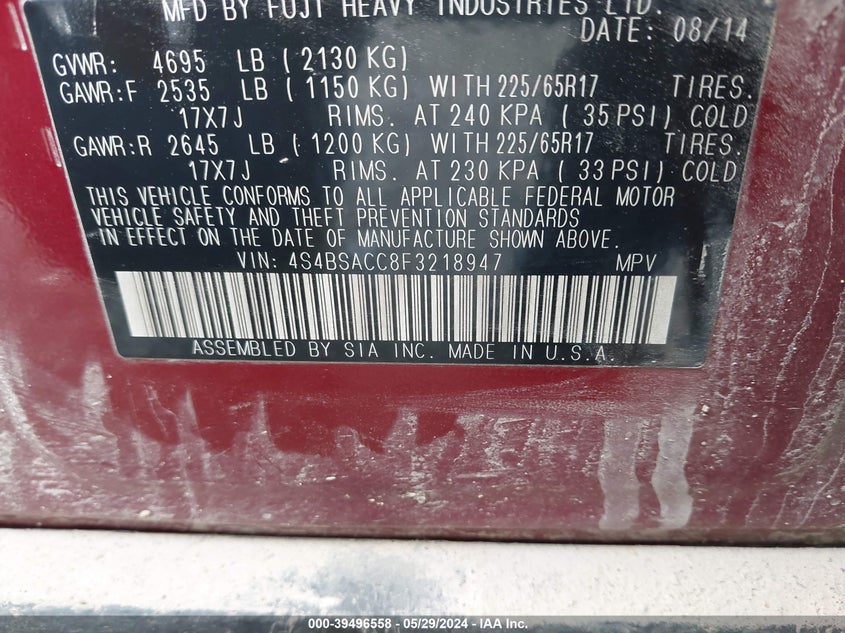 MFD BY FUJI HEAVY INDUSTRIES LTD.
DATE: 08/14
GVWR: 4695 LB ( 2130 KG)
GAWR:F 2535 LB ( 1150 KG) WITH 225/65R17 TIRES.
17X7J RIMS. AT 240 KPA ( 35 PSI) COLD
GAWR:R 2645 LB ( 1200 KG) WITH 225/65R17 TIRES.
17X7J RIMS. AT 230 KPA ( 33 PSI) COLD
THIS VEHICLE CONFORMS TO ALL APPLICABLE FEDERAL MOTOR
VEHICLE SAFETY AND THEFT PREVENTION STANDARDS
IN EFFECT ON THE DATE OF MANUFACTURE SHOWN ABOVE.
VIN: 4S4BSACC8F3218947 MPV
ASSEMBLED BY SIA INC. MADE IN U.S.A.
000-39496558 - 05/29/2024 - IAA Inc.